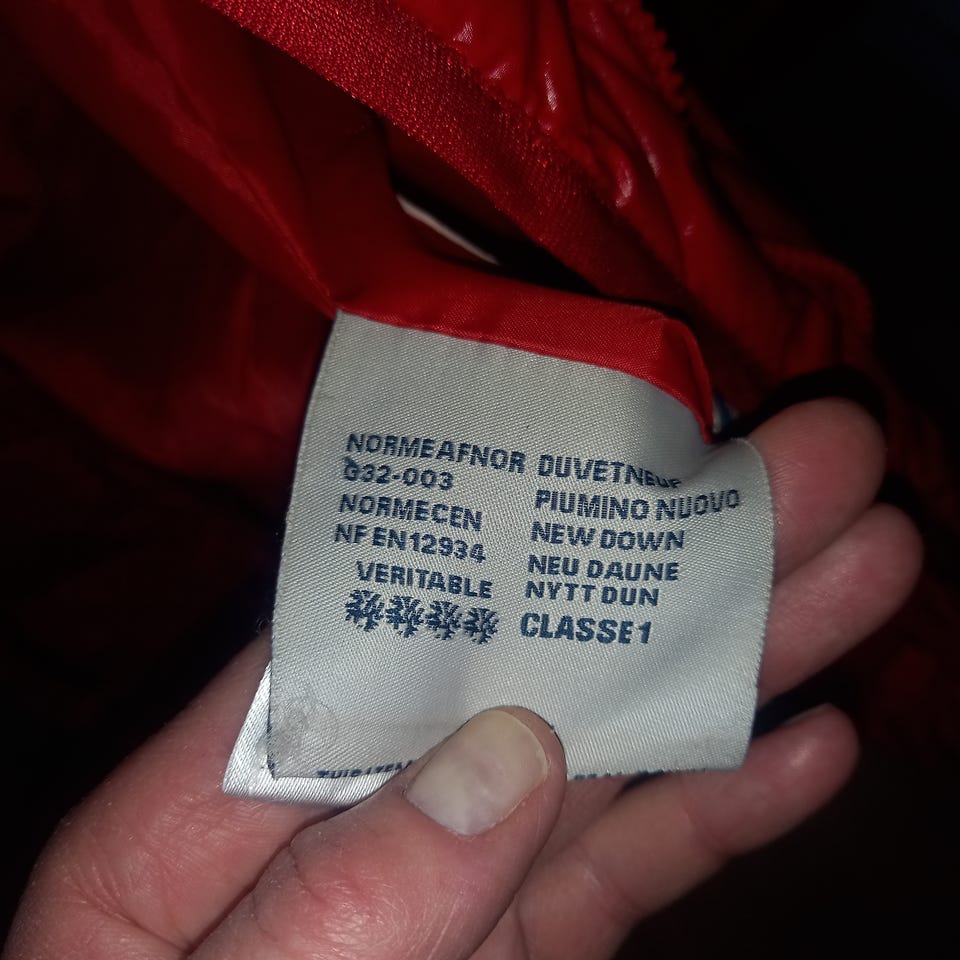 NORMEAFNOR
G32-003
NORMECEN
NF EN12934
VERITABLE
DUVETNEUF
PIUMINO NUOVO
NEW DOWN
NEU DAUNE
NYTT DUN
CLASSE1